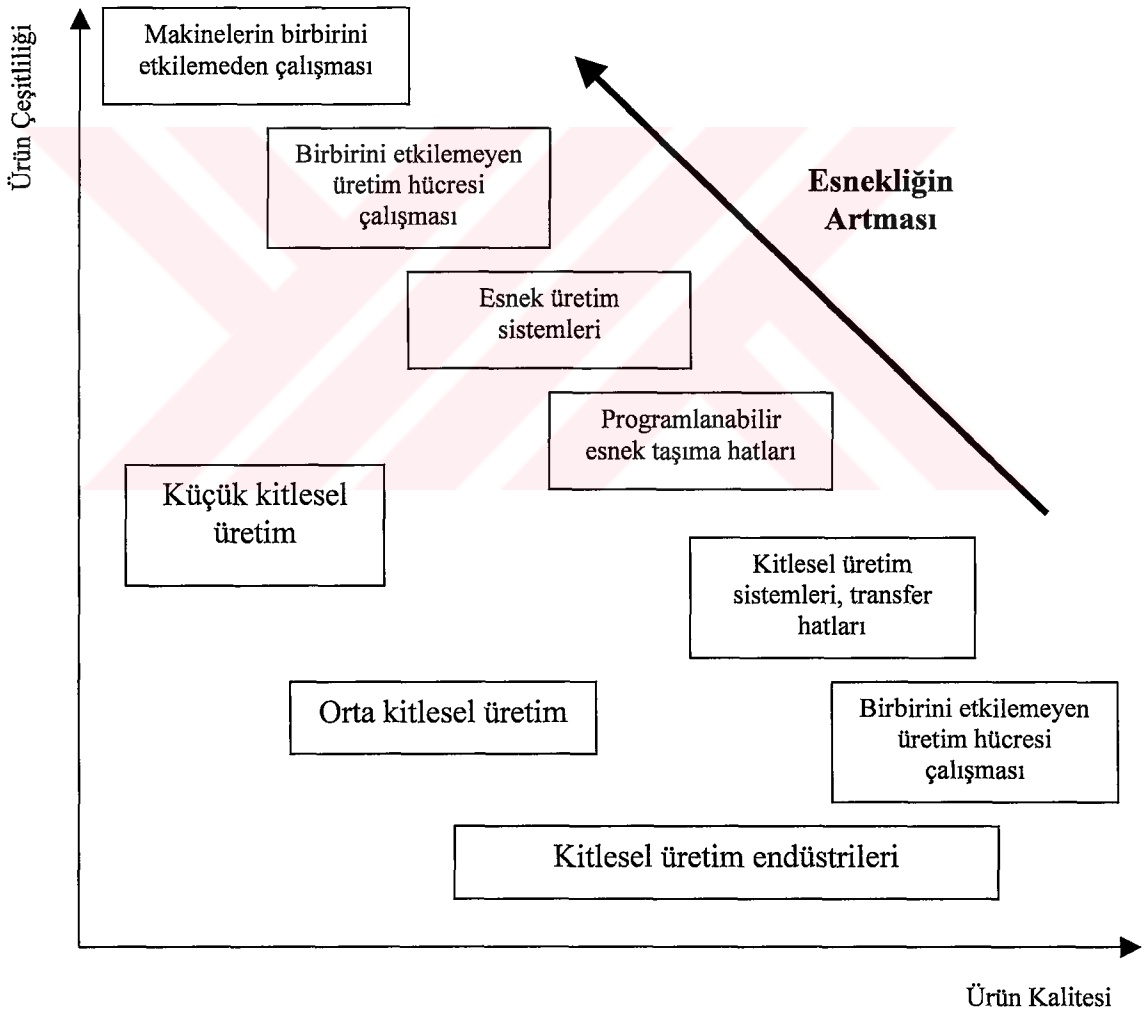 Ürün Çeşitliliği
Makinelerin birbirini
etkilemeden çalışması
Birbirini etkilemeyen
üretim hücresi
çalışması
Esnekliğin
Artması
Esnek üretim
sistemleri
Programlanabilir
esnek taşıma hatları
Küçük kitlesel
üretim
Kitlesel üretim
sistemleri, transfer
hatları
Orta kitlesel üretim
Birbirini etkilemeyen
üretim hücresi
çalışması
Kitlesel üretim endüstrileri
Ürün Kalitesi